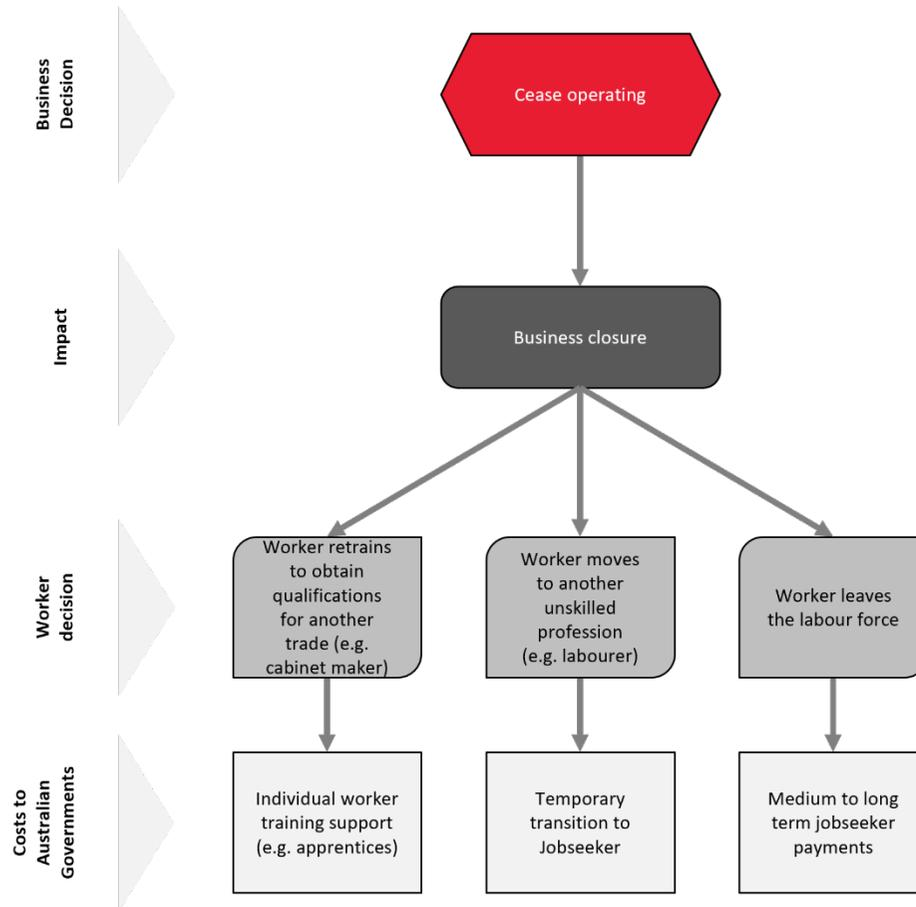 Business
Decision
Cease operating
Impact
Business closure
Worker
decision
Worker retrains
to obtain
qualifications
for another
trade (e.g.
cabinet maker)
Worker moves
to another
unskilled
profession
(e.g. labourer)
Worker leaves
the labour force
Costs to
Australian
Governments
Individual worker
training support
(e.g. apprentices)
Temporary
transition to
Jobseeker
Medium to long
term jobseeker
payments